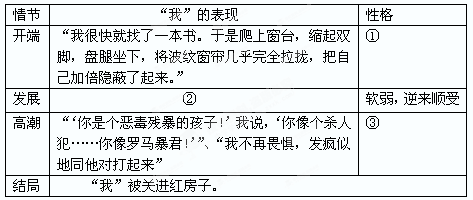 情节 “我”的表现 性格
开端 “我很快就找了一本书。于是爬上窗台，缩起双 ①
脚，盘腿坐下，将波纹窗帘几乎完全拉拢，把自
己加倍隐蔽了起来。”
发展 ② 软弱，逆来顺受
高潮 “‘你是个恶毒残暴的孩子!’我说，‘你像个杀人 ③
犯……你像罗马暴君!’”、“我不再畏惧，发疯似
地同他对打起来”
结局 “我”被关进红房子。